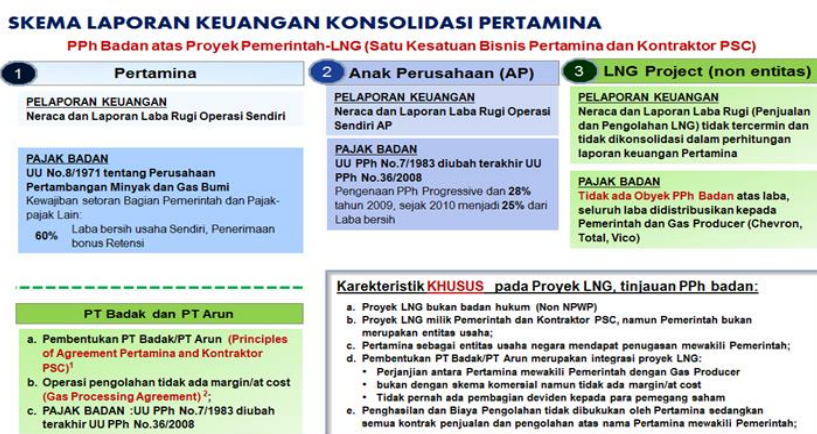 SKEMA LAPORAN KEUANGAN KONSOLIDASI PERTAMINA
PPh Badan atas Proyek Pemerintah-LNG (Satu Kesatuan Bisnis Pertamina dan Kontraktor PSC)
1
Pertamina
PELAPORAN KEUANGAN
Neraca dan Laporan Laba Rugi Operasi Sendiri
PAJAK BADAN
UU No.8/1971 tentang Perusahaan
Pertambangan Minyak dan Gas Bumi
Kewajiban setoran Bagian Pemerintah dan Pajak-
pajak Lain:
60% Laba bersih usaha Sendiri, Penerimaan
bonus Retensi
2 Anak Perusahaan (AP)
PELAPORAN KEUANGAN
Neraca dan Laporan Laba Rugi Operasi
Sendiri AP
PAJAK BADAN
UU PPh No.7/1983 diubah terakhir UU
PPh No.36/2008
Pengenaan PPh Progressive dan 28%
tahun 2009, sejak 2010 menjadi 25% dari
Laba bersih
3 LNG Project (non entitas)
PELAPORAN KEUANGAN
Neraca dan Laporan Laba Rugi (Penjualan
dan Pengolahan LNG) tidak tercermin dan
tidak dikonsolidasi dalam perhitungan
laporan keuangan Pertamina
PAJAK BADAN
Tidak ada Obyek PPh Badan atas laba,
seluruh laba didistribusikan kepada
Pemerintah dan Gas Producer (Chevron,
Total, Vico)
PT Badak dan PT Arun
a. Pembentukan PT Badak/PT Arun (Principles
of Agreement Pertamina and Kontraktor
PSC)1
b. Operasi pengolahan tidak ada margin/at cost
(Gas Processing Agreement) 2;
c. PAJAK BADAN :UU PPh No.7/1983 diubah
terakhir UU PPh No.36/2008
Karekteristik KHUSUS pada Proyek LNG, tinjauan PPh badan:
a. Proyek LNG bukan badan hukum (Non NPWP)
b. Proyek LNG milik Pemerintah dan Kontraktor PSC, namun Pemerintah bukan
merupakan entitas usaha;
c. Pertamina sebagai entitas usaha negara mendapat penugasan mewakili Pemerintah;
d. Pembentukan PT Badak/PT Arun merupakan integrasi proyek LNG:
• Perjanjian antara Pertamina mewakili Pemerintah dengan Gas Producer
• bukan dengan skema komersial namun tidak ada margin/at cost
• Tidak pernah ada pembagian deviden kepada para pemegang saham
e. Penghasilan dan Biaya Pengolahan tidak dibukukan oleh Pertamina sedangkan
semua kontrak penjualan dan pengolahan atas nama Pertamina mewakili Pemerintah;